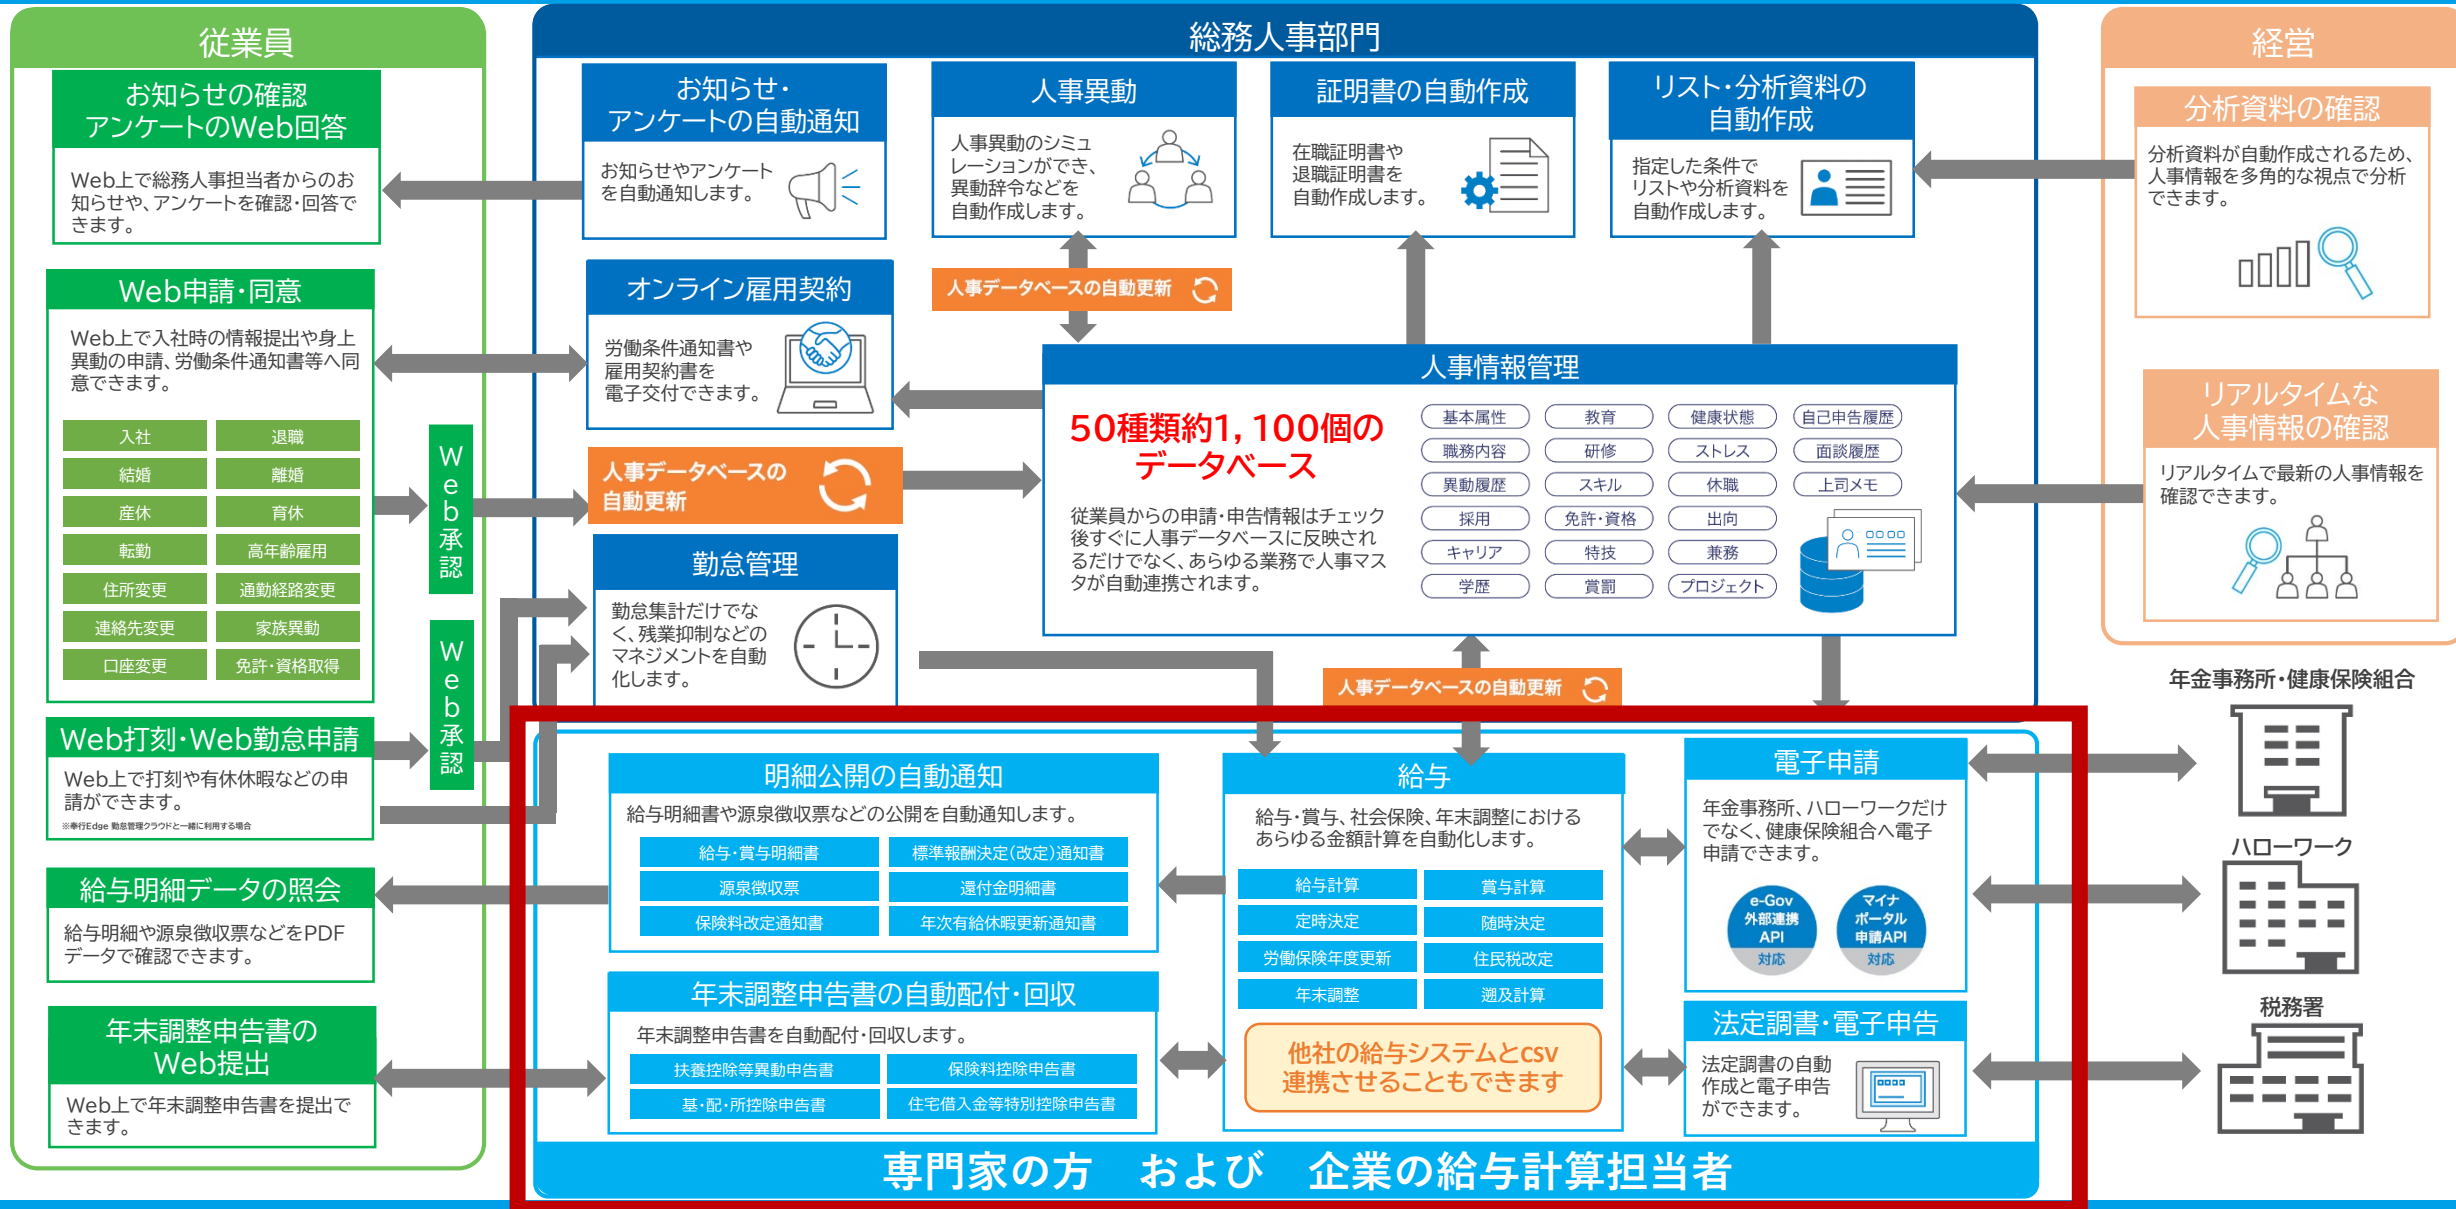 従業員
お知らせの確認
アンケートのWeb回答
Web上で総務人事担当者からのお
知らせや、アンケートを確認・回答で
きます。
Web申請・同意
Web上で入社時の情報提出や身上
異動の申請、労働条件通知書等へ同
意できます。
入社
退職
結婚
離婚
産休
育休
転勤
高年齢雇用
住所変更
通勤経路変更
連絡先変更
家族異動
口座変更
免許・資格取得
Web承認
Web打刻・Web勤怠申請
Web上で打刻や有休休暇などの申
請ができます。
※奉行Edge 勤怠管理クラウドと一緒に利用する場合
Web承認
給与明細データの照会
給与明細や源泉徴収票などをPDF
データで確認できます。
年末調整申告書の
Web提出
Web上で年末調整申告書を提出で
きます。
総務人事部門
お知らせ・
アンケートの自動通知
お知らせやアンケート
を自動通知します。
人事異動
人事異動のシミュ
レーションができ、
異動辞令などを
自動作成します。
証明書の自動作成
在職証明書や
退職証明書を
自動作成します。
リスト・分析資料の
自動作成
指定した条件で
リストや分析資料を
自動作成します。
人事データベースの自動更新
オンライン雇用契約
労働条件通知書や
雇用契約書を
電子交付できます。
人事データベースの
自動更新
勤怠管理
勤怠集計だけでな
く、残業抑制などの
マネジメントを自動
化します。
人事情報管理
50種類約1,100個の
データベース
従業員からの申請・申告情報はチェック
後すぐに人事データベースに反映され
るだけでなく、あらゆる業務で人事マス
タが自動連携されます。
基本属性
教育
健康状態
自己申告履歴
職務内容
研修
ストレス
面談履歴
異動履歴
スキル
休職
上司メモ
採用
免許・資格
出向
キャリア
特技
兼務
学歴
賞罰
プロジェクト
人事データベースの自動更新
明細公開の自動通知
給与明細書や源泉徴収票などの公開を自動通知します。
給与・賞与明細書
標準報酬決定(改定)通知書
源泉徴収票
還付金明細書
保険料改定通知書
年次有給休暇更新通知書
年末調整申告書の自動配付・回収
年末調整申告書を自動配付・回収します。
扶養控除等異動申告書
保険料控除申告書
基・配・所控除申告書
住宅借入金等特別控除申告書
給与
給与・賞与、社会保険、年末調整における
あらゆる金額計算を自動化します。
給与計算
賞与計算
定時決定
随時決定
労働保険年度更新
住民税改定
年末調整
遡及計算
他社の給与システムとCSV
連携させることもできます
電子申請
年金事務所、ハローワークだけ
でなく、健康保険組合へ電子
申請できます。
e-Gov
外部連携
API
対応
マイナ
ポータル
申請API
対応
法定調書・電子申告
法定調書の自動
作成と電子申告
ができます。
専門家の方 および 企業の給与計算担当者
経営
分析資料の確認
分析資料が自動作成されるため、
人事情報を多角的な視点で分析
できます。
リアルタイムな
人事情報の確認
リアルタイムで最新の人事情報を
確認できます。
年金事務所・健康保険組合
ハローワーク
税務署